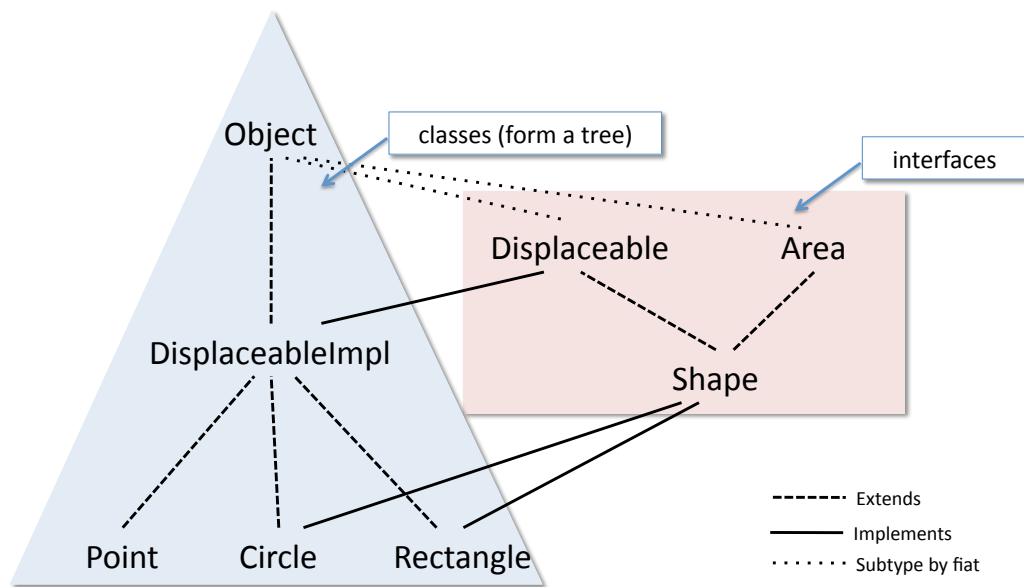 Object
classes (form a tree)
interfaces
Displaceable
Area
DisplaceableImpl
Shape
Extends
Implements
Subtype by fiat
Point
Circle
Rectangle